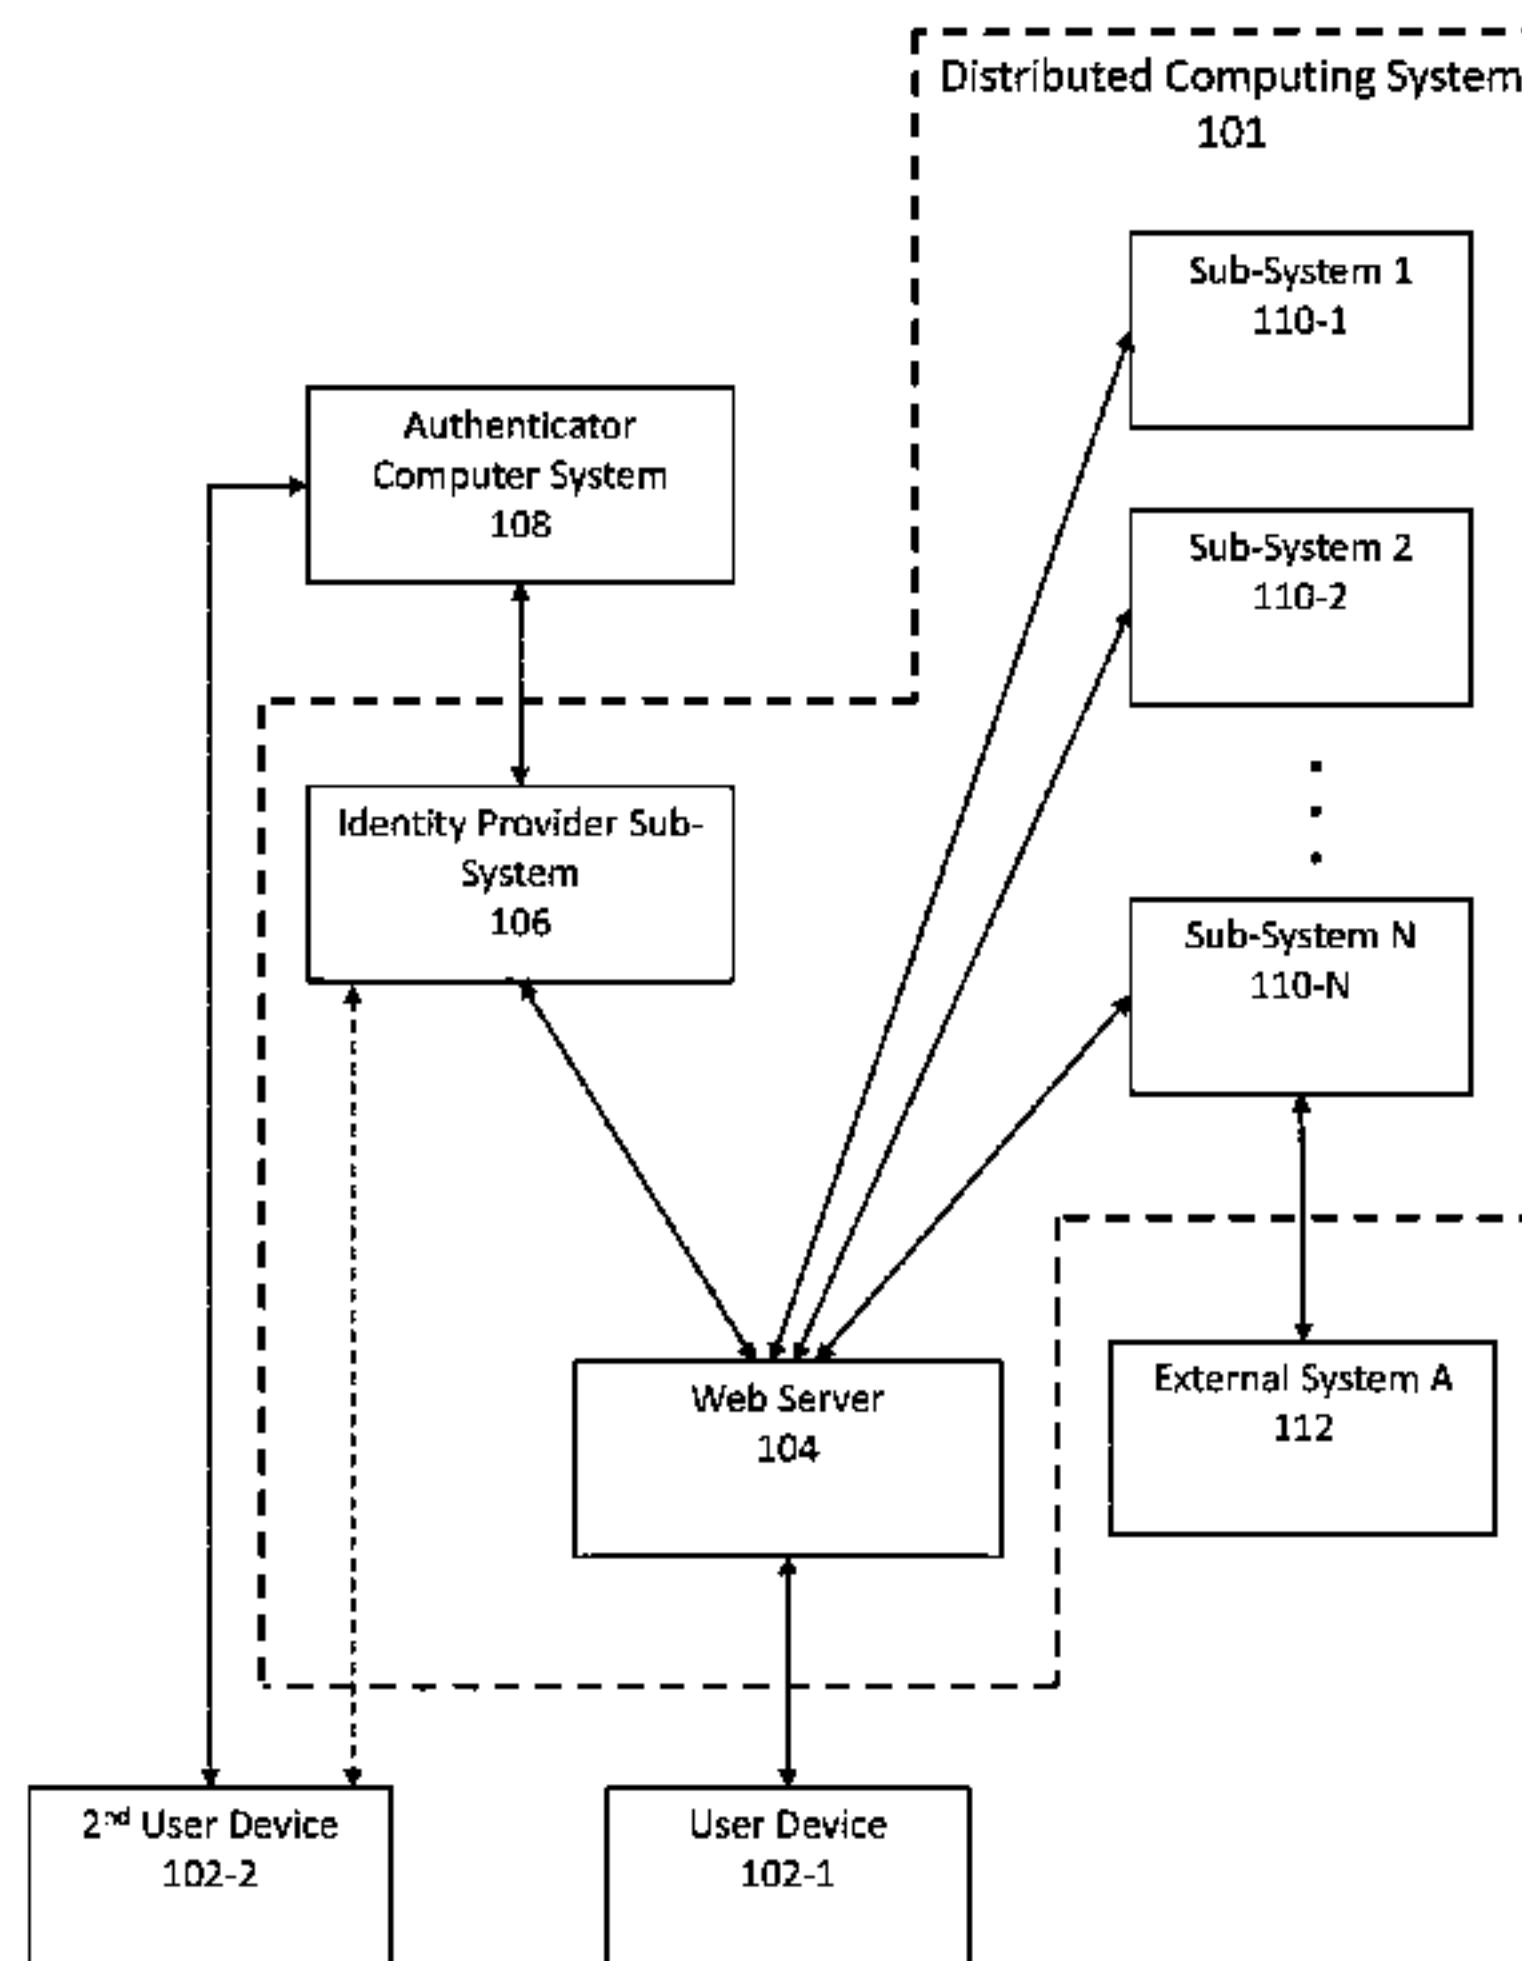 Distributed Computing System
101
Sub-System 1
110-1
Authenticator
Computer System
108
Sub-System 2
110-2
Identity Provider Sub-
System
106
Sub-System N
110-N
Web Server
104
External System A
112
2nd User Device
102-2
User Device
102-1